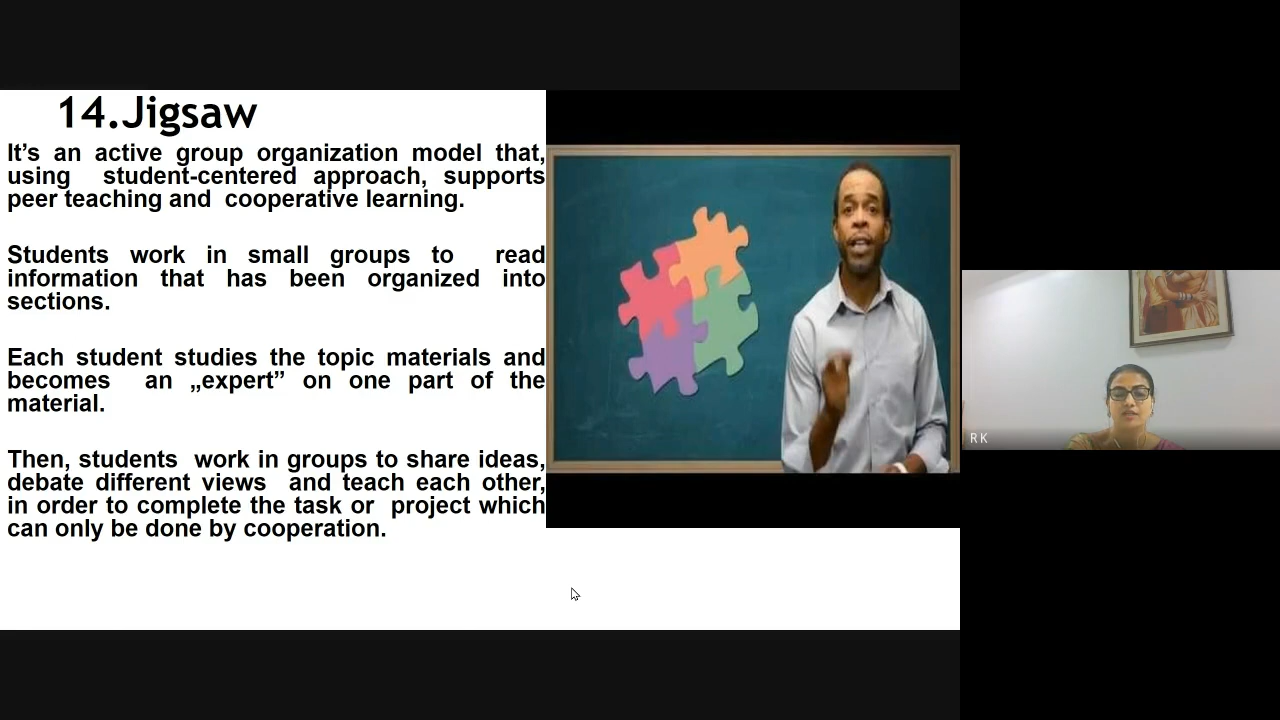 14.Jigsaw
It’s an active group organization model that,
using student-centered approach, supports
peer teaching and cooperative learning.
Students work in small groups to read
information that has been organized into
sections.
Each student studies the topic materials and
becomes an „expert” on one part of the
material.
Then, students work in groups to share ideas,
debate different views and teach each other,
in order to complete the task or project which
can only be done by cooperation.
R K